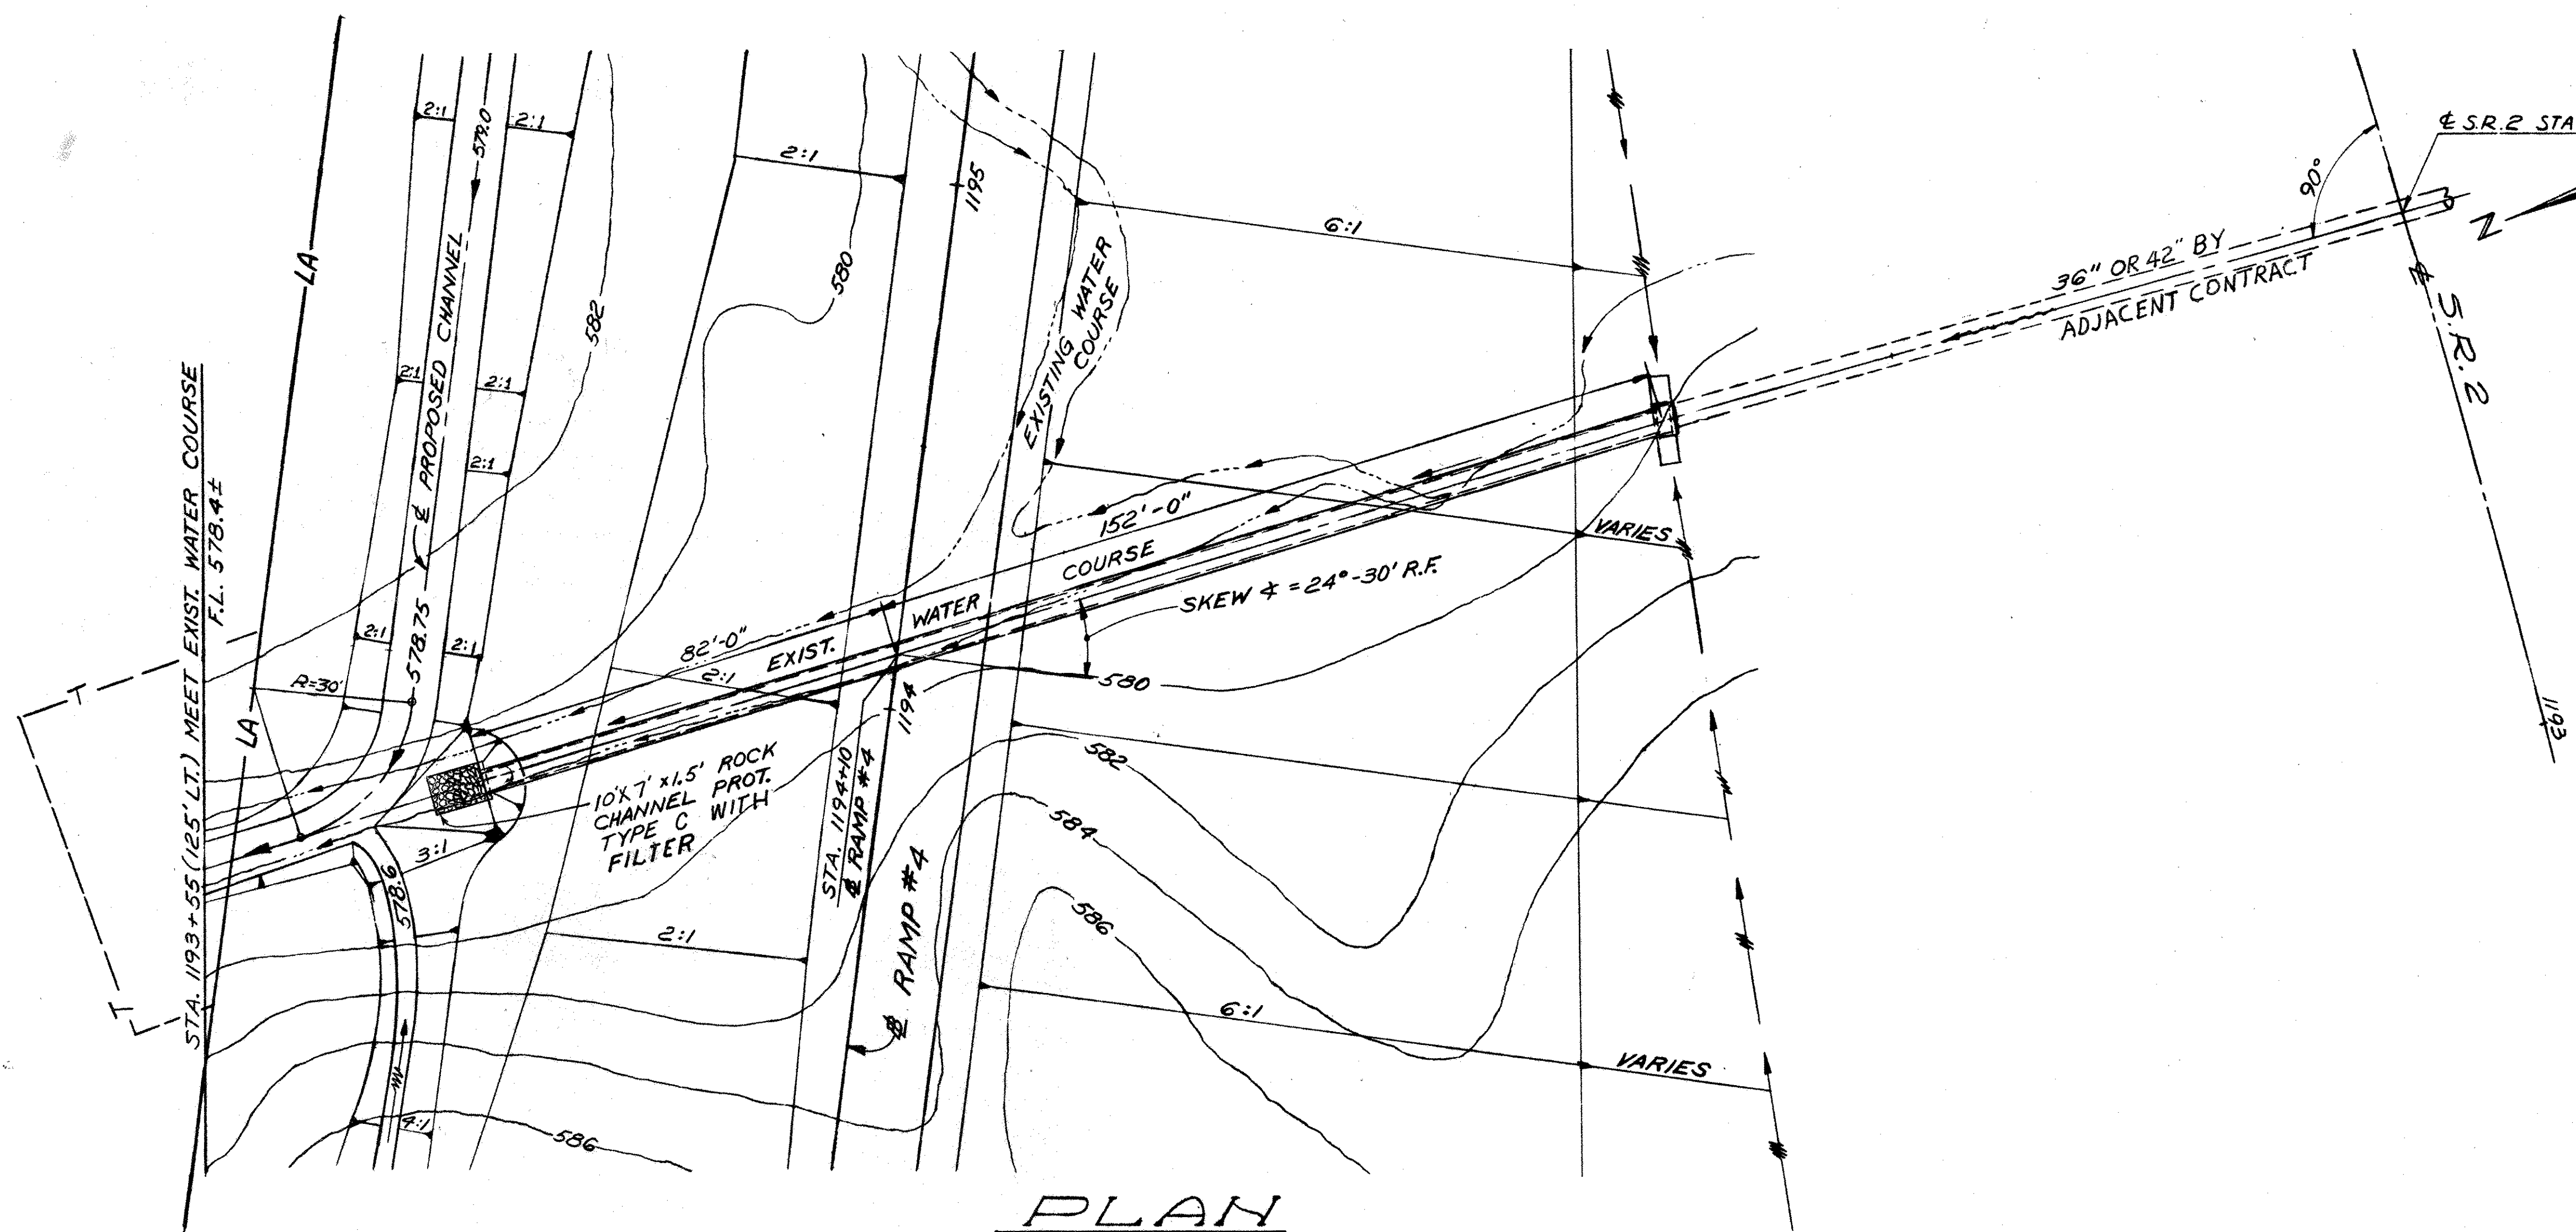 LA
2:1
579.0
2:1
582
2:1
580
1195
EXISTING WATER
COURSE
6:1
90°
℄ S.R.2 STA
N
36" OR 42" BY
ADJACENT CONTRACT
℄ S.R. 2
1193
STA. 1193+55 (125' LT.) MEET EXIST. WATER COURSE
F.L. 578.4±
℄ PROPOSED CHANNEL
2:1
2:1
2:1
2:1
2:1
578.75
R=30'
LA
82'-0"
2:1
152'-0"
EXIST. WATER COURSE
SKEW ∢ = 24°-30' R.F.
VARIES
580
1194
STA. 1194+10
℄ RAMP #4
10'X7'X1.5' ROCK
CHANNEL PROT.
TYPE C WITH
FILTER
3:1
578.6
582
584
586
2:1
℄ RAMP #4
6:1
VARIES
4:1
586
T
T
PLAN